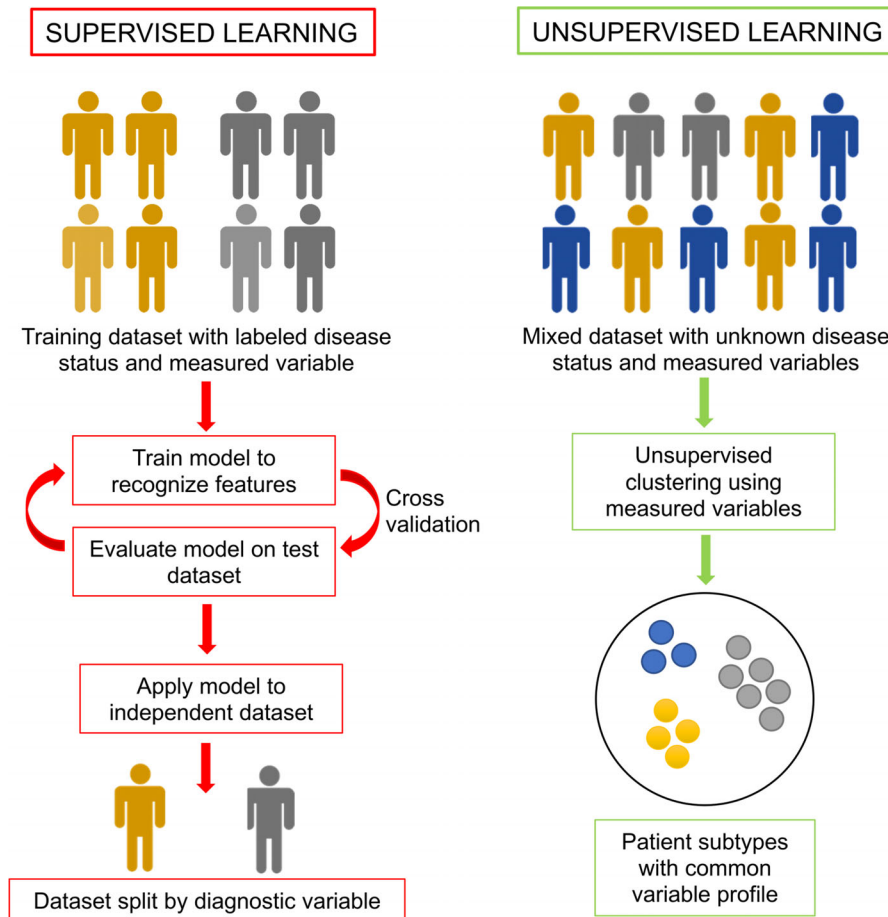 SUPERVISED LEARNING
Training dataset with labeled disease
status and measured variable
Train model to
recognize features
Cross
validation
Evaluate model on test
dataset
Apply model to
independent dataset
Dataset split by diagnostic variable
UNSUPERVISED LEARNING
Mixed dataset with unknown disease
status and measured variables
Unsupervised
clustering using
measured variables
Patient subtypes
with common
variable profile